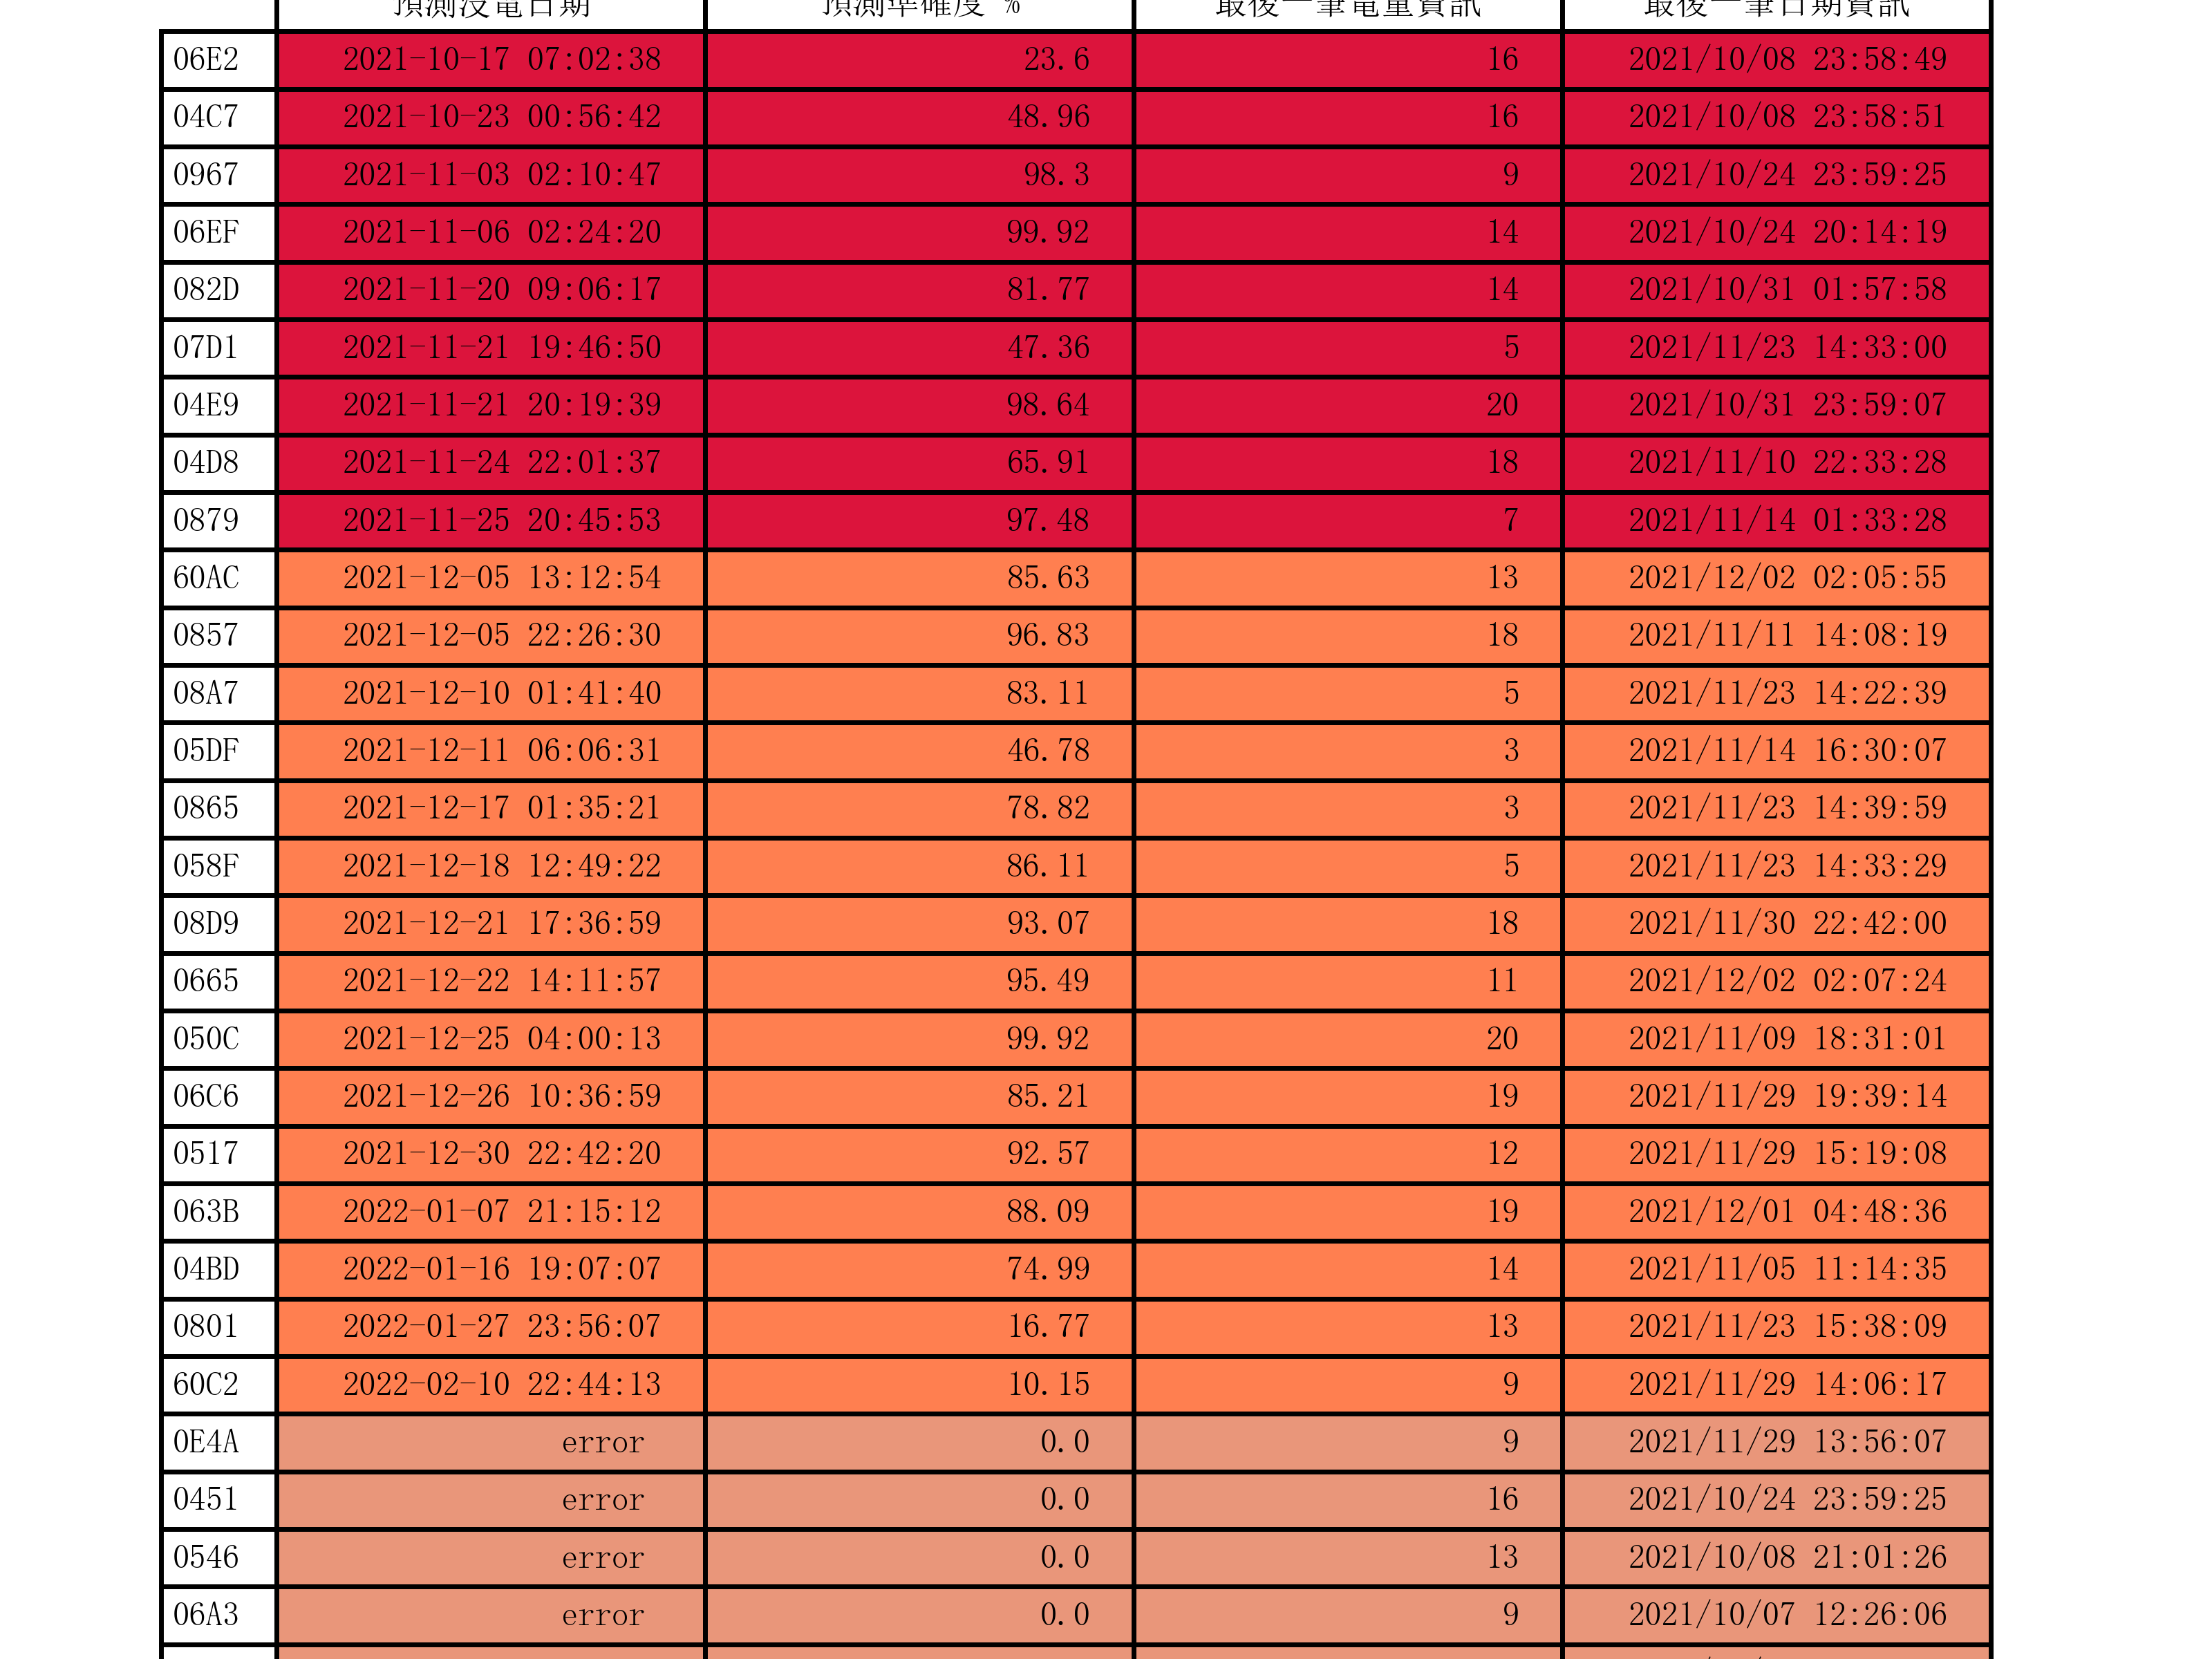 預測沒電日期 預測準確度 % 最後一筆電量資訊 最後一筆日期資訊
06E2 2021-10-17 07:02:38 23.6 16 2021/10/08 23:58:49
04C7 2021-10-23 00:56:42 48.96 16 2021/10/08 23:58:51
0967 2021-11-03 02:10:47 98.3 9 2021/10/24 23:59:25
06EF 2021-11-06 02:24:20 99.92 14 2021/10/24 20:14:19
082D 2021-11-20 09:06:17 81.77 14 2021/10/31 01:57:58
07D1 2021-11-21 19:46:50 47.36 5 2021/11/23 14:33:00
04E9 2021-11-21 20:19:39 98.64 20 2021/10/31 23:59:07
04D8 2021-11-24 22:01:37 65.91 18 2021/11/10 22:33:28
0879 2021-11-25 20:45:53 97.48 7 2021/11/14 01:33:28
60AC 2021-12-05 13:12:54 85.63 13 2021/12/02 02:05:55
0857 2021-12-05 22:26:30 96.83 18 2021/11/11 14:08:19
08A7 2021-12-10 01:41:40 83.11 5 2021/11/23 14:22:39
05DF 2021-12-11 06:06:31 46.78 3 2021/11/14 16:30:07
0865 2021-12-17 01:35:21 78.82 3 2021/11/23 14:39:59
058F 2021-12-18 12:49:22 86.11 5 2021/11/23 14:33:29
08D9 2021-12-21 17:36:59 93.07 18 2021/11/30 22:42:00
0665 2021-12-22 14:11:57 95.49 11 2021/12/02 02:07:24
050C 2021-12-25 04:00:13 99.92 20 2021/11/09 18:31:01
06C6 2021-12-26 10:36:59 85.21 19 2021/11/29 19:39:14
0517 2021-12-30 22:42:20 92.57 12 2021/11/29 15:19:08
063B 2022-01-07 21:15:12 88.09 19 2021/12/01 04:48:36
04BD 2022-01-16 19:07:07 74.99 14 2021/11/05 11:14:35
0801 2022-01-27 23:56:07 16.77 13 2021/11/23 15:38:09
60C2 2022-02-10 22:44:13 10.15 9 2021/11/29 14:06:17
0E4A error 0.0 9 2021/11/29 13:56:07
0451 error 0.0 16 2021/10/24 23:59:25
0546 error 0.0 13 2021/10/08 21:01:26
06A3 error 0.0 9 2021/10/07 12:26:06